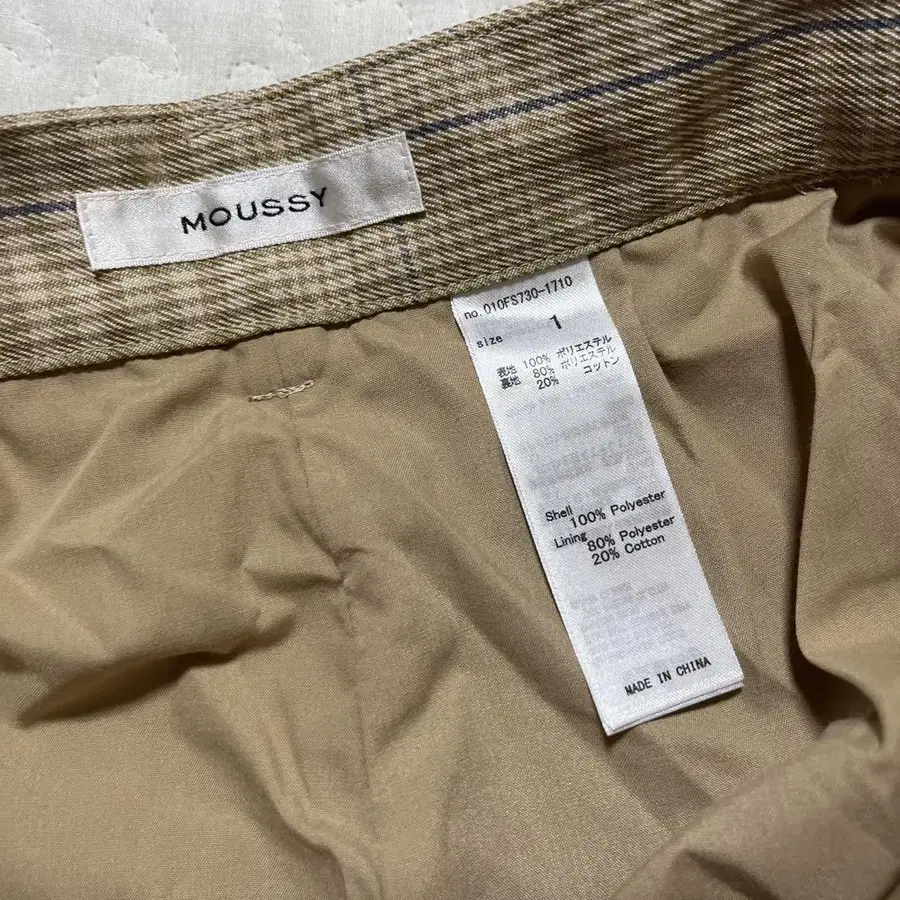 MOUSSY
no. 010FS730-1710
size 1
表地 100% ポリエステル
裏地 80% ポリエステル
20% コットン
Shell
100% Polyester
Lining
80% Polyester
20% Cotton
MADE IN CHINA